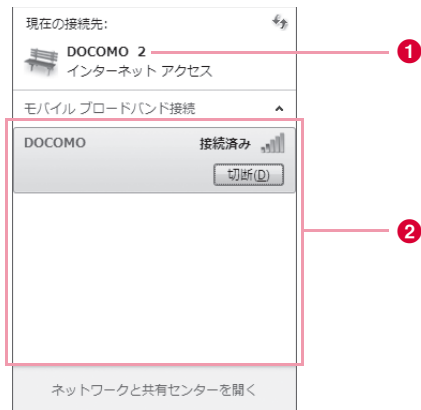 現在の接続先:
DOCOMO 2
インターネット アクセス
1
モバイル ブロードバンド接続
DOCOMO 接続済み
切断(D)
2
ネットワークと共有センターを開く